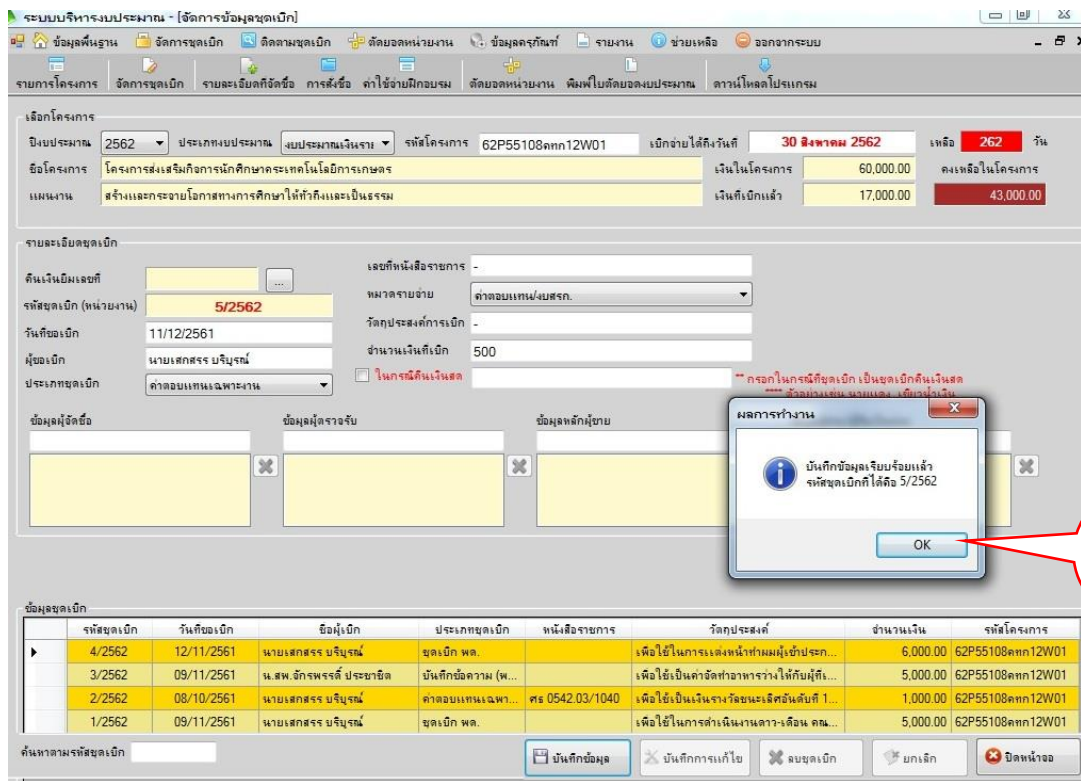 ระบบบริหารงบประมาณ - [จัดการข้อมูลชุดเบิก]
ข้อมูลพื้นฐาน จัดการชุดเบิก ติดตามชุดเบิก ตัดยอดหน่วยงาน ข้อมูลครุภัณฑ์ รายงาน ช่วยเหลือ ออกจากระบบ
รายการโครงการ จัดการชุดเบิก รายละเอียดที่จัดซื้อ การสั่งซื้อ ค่าใช้จ่ายฝึกอบรม ตัดยอดหน่วยงาน พิมพ์ใบตัดยอดงบประมาณ ดาวน์โหลดโปรแกรม
เลือกโครงการ
ปีงบประมาณ 2562 ประเภทงบประมาณ งบประมาณเงินราย รหัสโครงการ 62P55108คทก12W01 เบิกจ่ายได้ถึงวันที่ 30 สิงหาคม 2562 เหลือ 262 วัน
ชื่อโครงการ โครงการส่งเสริมกิจการนักศึกษาคระเทคโนโลยีการเกษตร เงินในโครงการ 60,000.00 คงเหลือในโครงการ
แผนงาน สร้างและกระจายโอกาสทางการศึกษาให้ทั่วถึงและเป็นธรรม เงินที่เบิกแล้ว 17,000.00 43,000.00
รายละเอียดชุดเบิก
คืนเงินยืมเลขที่ ... เลขที่หนังสือราชการ -
รหัสชุดเบิก (หน่วยงาน) 5/2562 หมวดรายจ่าย ค่าตอบแทน/งบสรก.
วันที่ขอเบิก 11/12/2561 วัตถุประสงค์การเบิก -
ผู้ขอเบิก นายเสกสรร บริบูรณ์ จำนวนเงินที่เบิก 500
ประเภทชุดเบิก ค่าตอบแทนเฉพาะงาน ในกรณีคืนเงินสด ** กรอกในกรณีที่ชุดเบิก เป็นชุดเบิกคืนเงินสด
**** ตัวอย่างเช่น นายแดง เขียวน้ำเงิน
ข้อมูลผู้จัดซื้อ ข้อมูลผู้ตรวจรับ ข้อมูลหลักผู้ขาย
ผลการทำงาน
บันทึกข้อมูลเรียบร้อยแล้ว
รหัสชุดเบิกที่ได้คือ 5/2562
OK
ข้อมูลชุดเบิก
รหัสชุดเบิก วันที่ขอเบิก ชื่อผู้เบิก ประเภทชุดเบิก หนังสือราชการ วัตถุประสงค์ จำนวนเงิน รหัสโครงการ
4/2562 12/11/2561 นายเสกสรร บริบูรณ์ ชุดเบิก พด. เพื่อใช้ในการแต่งหน้าทำผมผู้เข้าประก... 6,000.00 62P55108คทก12W01
3/2562 09/11/2561 น.สพ.จักรพรรดิ์ ประชาชิต บันทึกข้อความ (พ... เพื่อใช้เป็นค่าจัดทำอาหารว่างให้กับผู้ที่เ... 5,000.00 62P55108คทก12W01
2/2562 08/10/2561 นายเสกสรร บริบูรณ์ ค่าตอบแทนเฉพา... ศธ 0542.03/1040 เพื่อใช้เป็นเงินรางวัลชนะเลิศอันดับที่ 1... 1,000.00 62P55108คทก12W01
1/2562 09/11/2561 นายเสกสรร บริบูรณ์ ชุดเบิก พด. เพื่อใช้ในการดำเนินงานดาว-เดือน คณ... 5,000.00 62P55108คทก12W01
ค้นหาตามรหัสชุดเบิก บันทึกข้อมูล บันทึกการแก้ไข ลบชุดเบิก ยกเลิก ปิดหน้าจอ